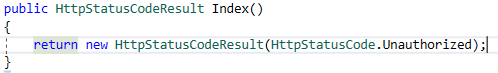 public HttpStatusCodeResult Index()
{
return new HttpStatusCodeResult(HttpStatusCode.Unauthorized);
}